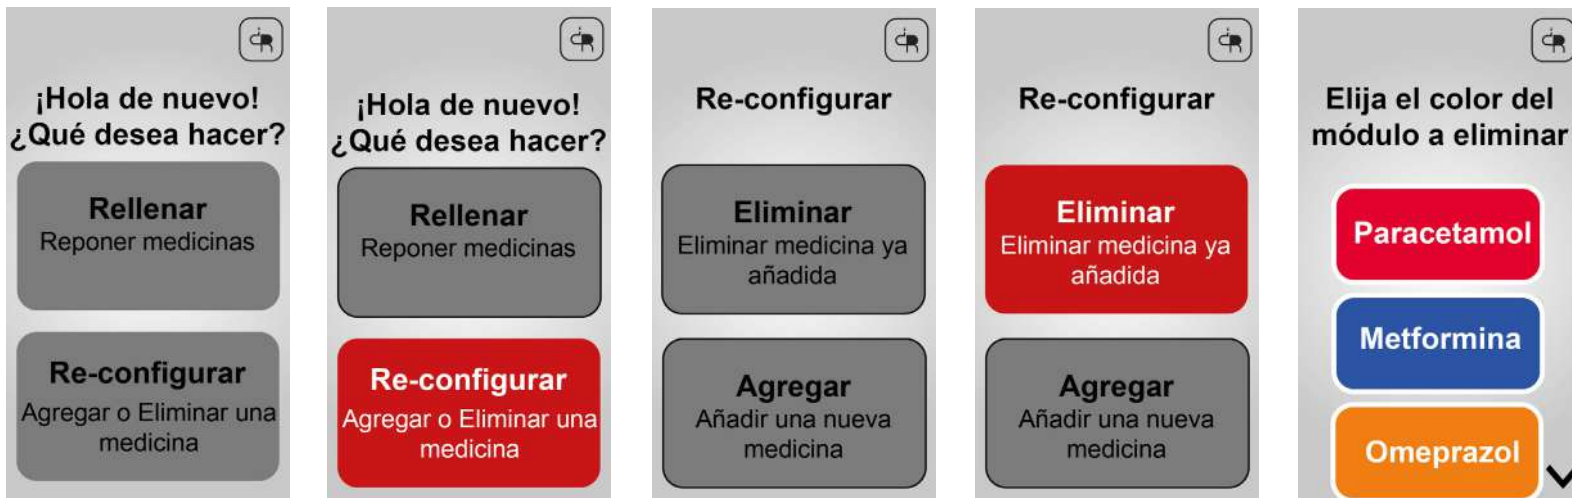 ¡Hola de nuevo!
¿Qué desea hacer?
Rellenar
Reponer medicinas
Re-configurar
Agregar o Eliminar una
medicina
¡Hola de nuevo!
¿Qué desea hacer?
Rellenar
Reponer medicinas
Re-configurar
Agregar o Eliminar una
medicina
Re-configurar
Eliminar
Eliminar medicina ya
añadida
Agregar
Añadir una nueva
medicina
Re-configurar
Eliminar
Eliminar medicina ya
añadida
Agregar
Añadir una nueva
medicina
Elija el color del
módulo a eliminar
Paracetamol
Metformina
Omeprazol